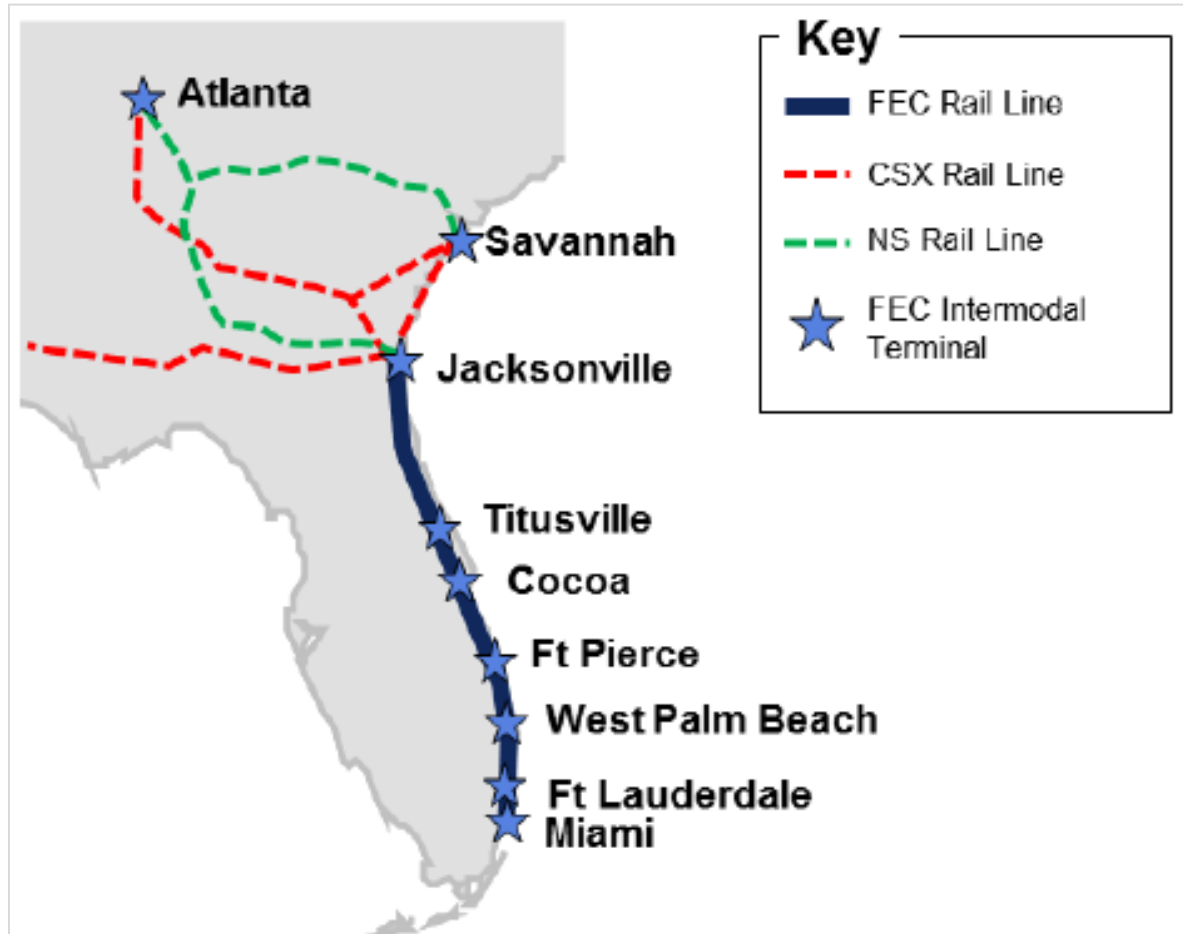 Key
FEC Rail Line
CSX Rail Line
NS Rail Line
FEC Intermodal
Terminal
Atlanta
Savannah
Jacksonville
Titusville
Cocoa
Ft Pierce
West Palm Beach
Ft Lauderdale
Miami